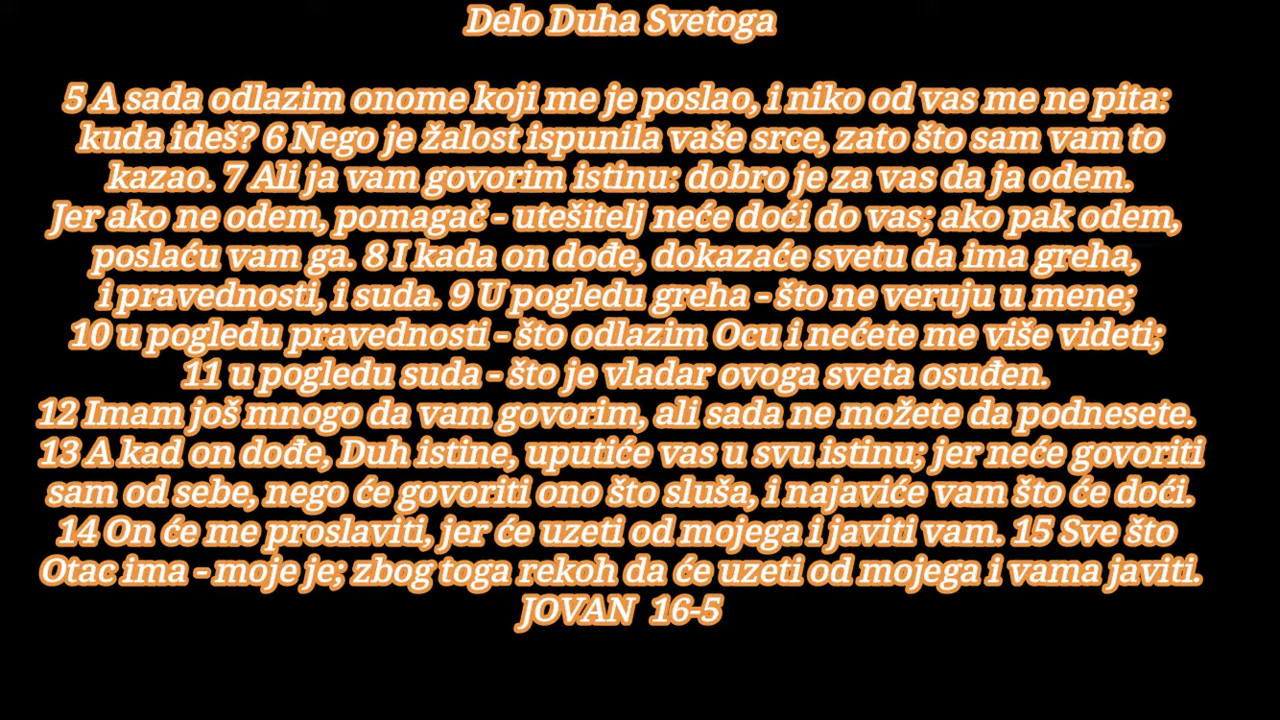 Delo Duha Svetoga
5 A sada odlazim onome koji me je poslao, i niko od vas me ne pita:
kuda ideš? 6 Nego je žalost ispunila vaše srce, zato što sam vam to
kazao. 7 Ali ja vam govorim istinu: dobro je za vas da ja odem.
Jer ako ne odem, pomagač - utešitelj neće doći do vas; ako pak odem,
poslaću vam ga. 8 I kada on dođe, dokazaće svetu da ima greha,
i pravednosti, i suda. 9 U pogledu greha - što ne veruju u mene;
10 u pogledu pravednosti - što odlazim Ocu i nećete me više videti;
11 u pogledu suda - što je vladar ovoga sveta osuđen.
12 Imam još mnogo da vam govorim, ali sada ne možete da podnesete.
13 A kad on dođe, Duh istine, uputiće vas u svu istinu; jer neće govoriti
sam od sebe, nego će govoriti ono što sluša, i najaviće vam što će doći.
14 On će me proslaviti, jer će uzeti od mojega i javiti vam. 15 Sve što
Otac ima - moje je; zbog toga rekoh da će uzeti od mojega i vama javiti.
JOVAN 16-5